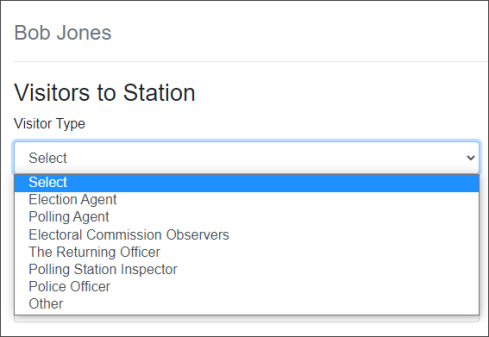 Bob Jones
Visitors to Station
Visitor Type
Select
Select
Election Agent
Polling Agent
Electoral Commission Observers
The Returning Officer
Polling Station Inspector
Police Officer
Other